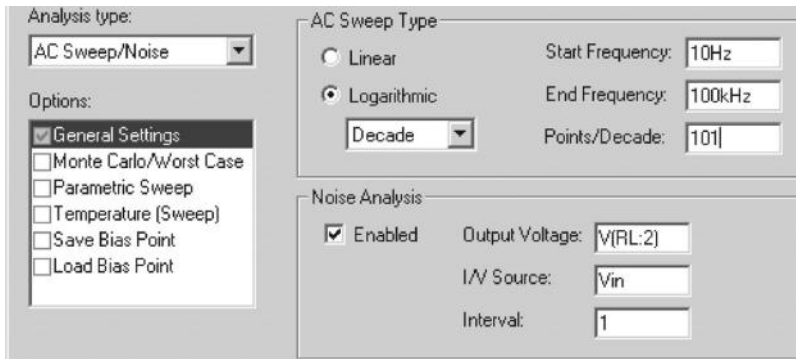 Analysis type:
AC Sweep/Noise
Options:
General Settings
Monte Carlo/Worst Case
Parametric Sweep
Temperature (Sweep)
Save Bias Point
Load Bias Point
AC Sweep Type
Linear
Logarithmic
Decade
Start Frequency: 10Hz
End Frequency: 100kHz
Points/Decade: 101
Noise Analysis
Enabled
Output Voltage: V(RL:2)
I/V Source: Vin
Interval: 1